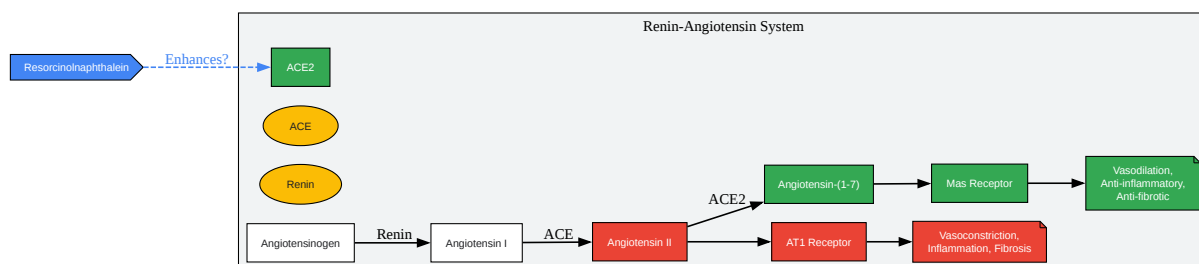 Renin-Angiotensin System
Resorcinolnaphthalein
Enhances?
ACE2
ACE
Renin
Angiotensinogen
Renin
Angiotensin I
ACE
Angiotensin II
ACE2
Angiotensin-(1-7)
Mas Receptor
Vasodilation,
Anti-inflammatory,
Anti-fibrotic
AT1 Receptor
Vasoconstriction,
Inflammation, Fibrosis